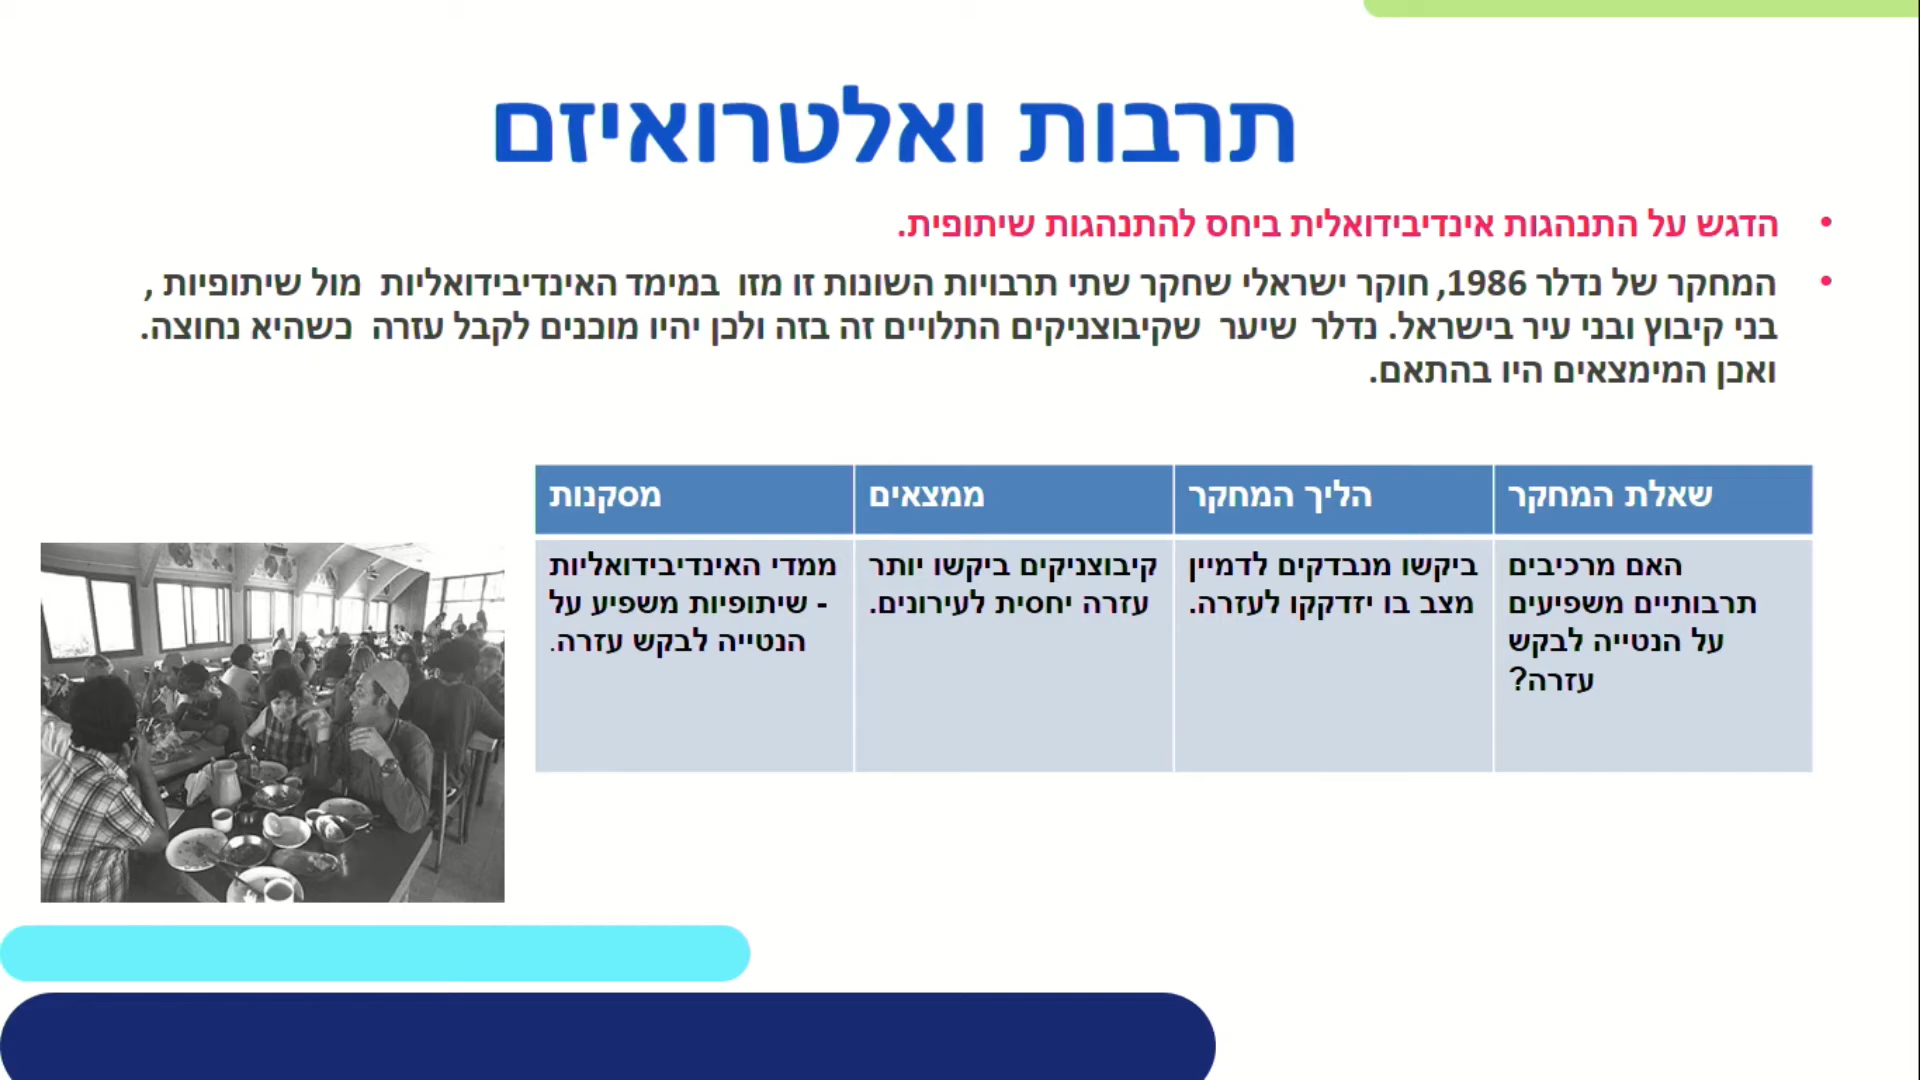 תרבות ואלטרואיזם
• הדגש על התנהגות אינדיבידואלית ביחס להתנהגות שיתופית.
• המחקר של נדלר 1986, חוקר ישראלי שחקר שתי תרבויות השונות זו מזו במימד האינדיבידואליות מול שיתופיות ,
בני קיבוץ ובני עיר בישראל. נדלר שיער שקיבוצניקים התלויים זה בזה ולכן יהיו מוכנים לקבל עזרה כשהיא נחוצה.
ואכן המימצאים היו בהתאם.
שאלת המחקר
הליך המחקר
ממצאים
מסקנות
האם מרכיבים
תרבותיים משפיעים
על הנטייה לבקש
עזרה?
ביקשו מנבדקים לדמיין
מצב בו יזדקקו לעזרה.
קיבוצניקים ביקשו יותר
עזרה יחסית לעירונים.
ממדי האינדיבידואליות
- שיתופיות משפיע על
הנטייה לבקש עזרה.